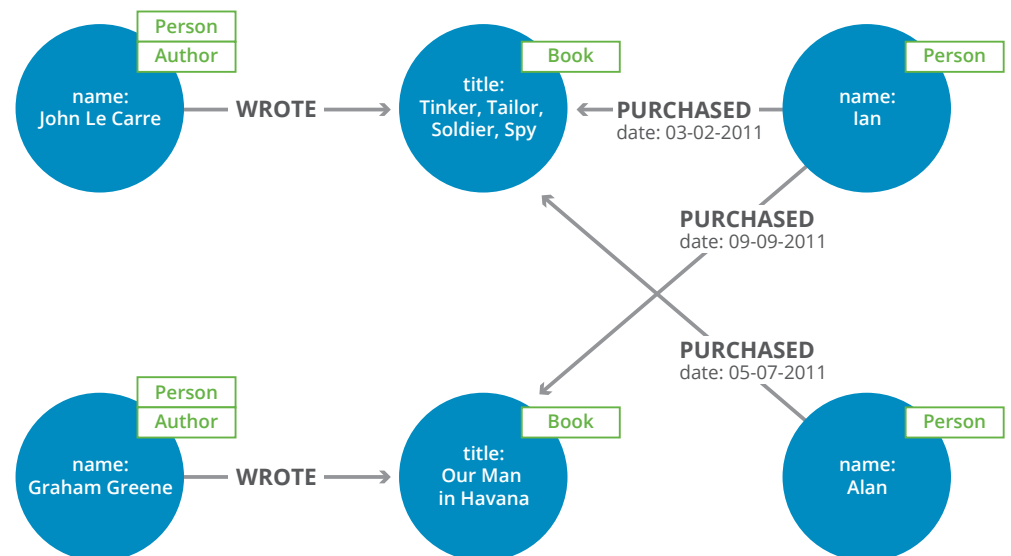 Person
Author
name:
John Le Carre
WROTE
Book
title:
Tinker, Tailor,
Soldier, Spy
PURCHASED
date: 03-02-2011
Person
name:
Ian
PURCHASED
date: 09-09-2011
PURCHASED
date: 05-07-2011
Person
Author
name:
Graham Greene
WROTE
Book
title:
Our Man
in Havana
Person
name:
Alan